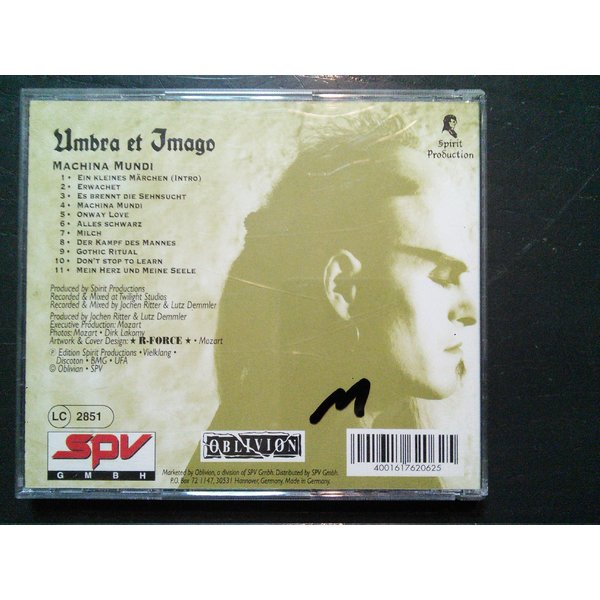 Umbra et Imago
MACHINA MUNDI
1 • EIN KLEINES MÄRCHEN (INTRO)
2 • ERWACHET
3 • ES BRENNT DIE SEHNSUCHT
4 • MACHINA MUNDI
5 • ONWAY LOVE
6 • ALLES SCHWARZ
7 • MILCH
8 • DER KAMPF DES MANNES
9 • GOTHIC RITUAL
10 • DON'T STOP TO LEARN
11 • MEIN HERZ UND MEINE SEELE
Produced by Spirit Productions
Recorded & Mixed at Twilight Studios
Recorded & Mixed by Jochen Ritter & Lutz Demmler
Produced by Jochen Ritter & Lutz Demmler
Executive Production: Mozart
Photos: Mozart • Dirk Lakomy
Artwork & Cover Design: ★ R-FORCE ★ • Mozart
℗ Edition Spirit Productions • Vielklang •
Discoton • BMG • UFA
© Oblivian • SPV
Spirit
Production
LC 2851
SPV
GMBH
OBLIVION
Marketed by Oblivion, a division of SPV Gmbh. Distributed by SPV Gmbh.
P.O. Box 72 1147, 30531 Hannover, Germany. Made in Germany.
M
4001617620625